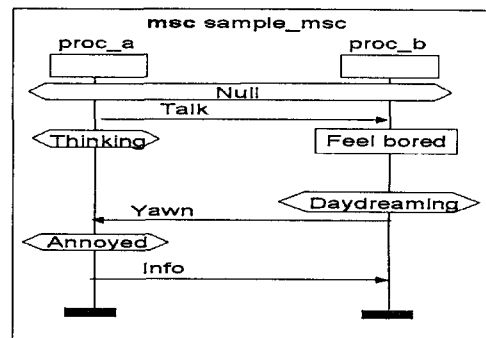 msc sample_msc
proc_a
proc_b
Null
Talk
Thinking
Feel bored
Daydreaming
Yawn
Annoyed
Info